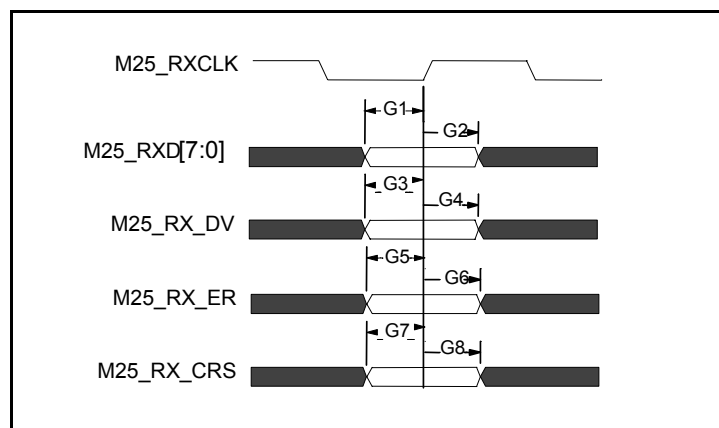 M25_RXCLK
G1
G2
M25_RXD[7:0]
G3
G4
M25_RX_DV
G5
G6
M25_RX_ER
G7
G8
M25_RX_CRS